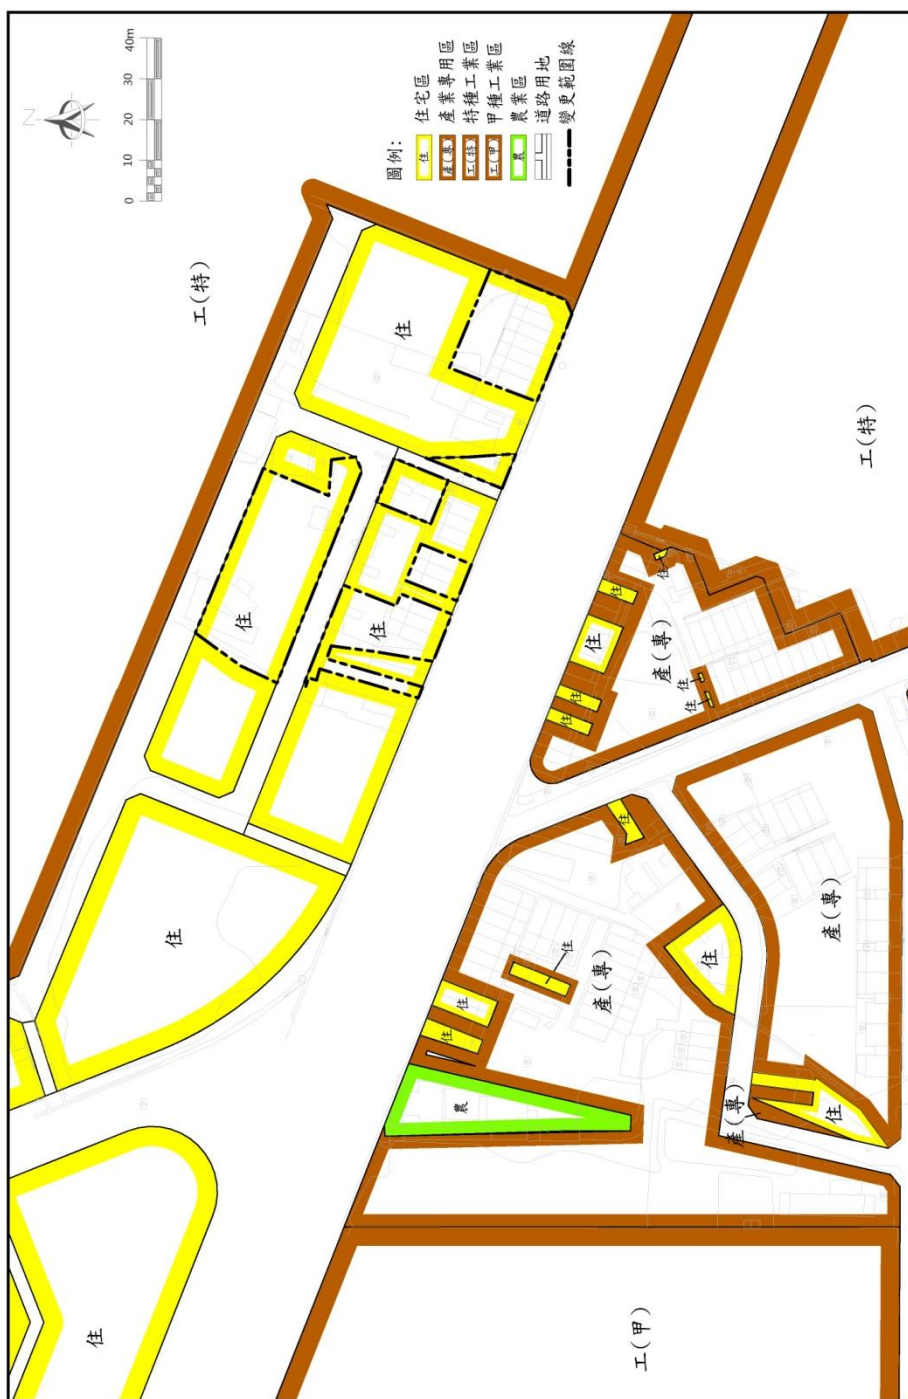 N
0 10 20 30 40m
圖例:
住 住宅區
產(專) 產業專用區
工(特) 特種工業區
工(甲) 甲種工業區
農 農業區
道路用地
變更範圍線
工(特)
住
工(特)
住
住
住
住
住
住
產(專)
住
住
住
住
住
產(專)
住
住
住
產(專)
住
住
農
產(專)
住
住
工(甲)